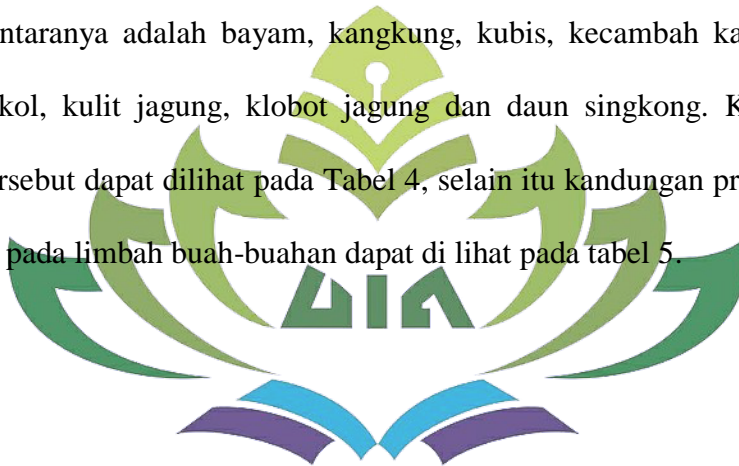 ntaranya adalah bayam, kangkung, kubis, kecambah ka
kol, kulit jagung, klobot jagung dan daun singkong. K
rsebut dapat dilihat pada Tabel 4, selain itu kandungan pr
pada limbah buah-buahan dapat di lihat pada tabel 5.
UIN